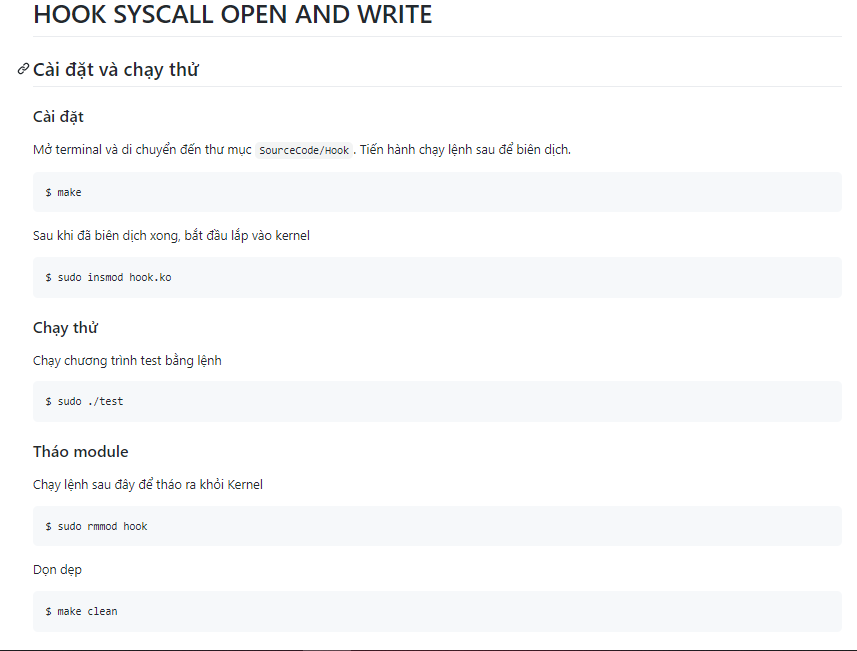 HOOK SYSCALL OPEN AND WRITE
Cài đặt và chạy thử
Cài đặt
Mở terminal và di chuyển đến thư mục SourceCode/Hook. Tiến hành chạy lệnh sau để biên dịch.
$ make
Sau khi đã biên dịch xong, bắt đầu lắp vào kernel
$ sudo insmod hook.ko
Chạy thử
Chạy chương trình test bằng lệnh
$ sudo ./test
Tháo module
Chạy lệnh sau đây để tháo ra khỏi Kernel
$ sudo rmmod hook
Dọn dẹp
$ make clean